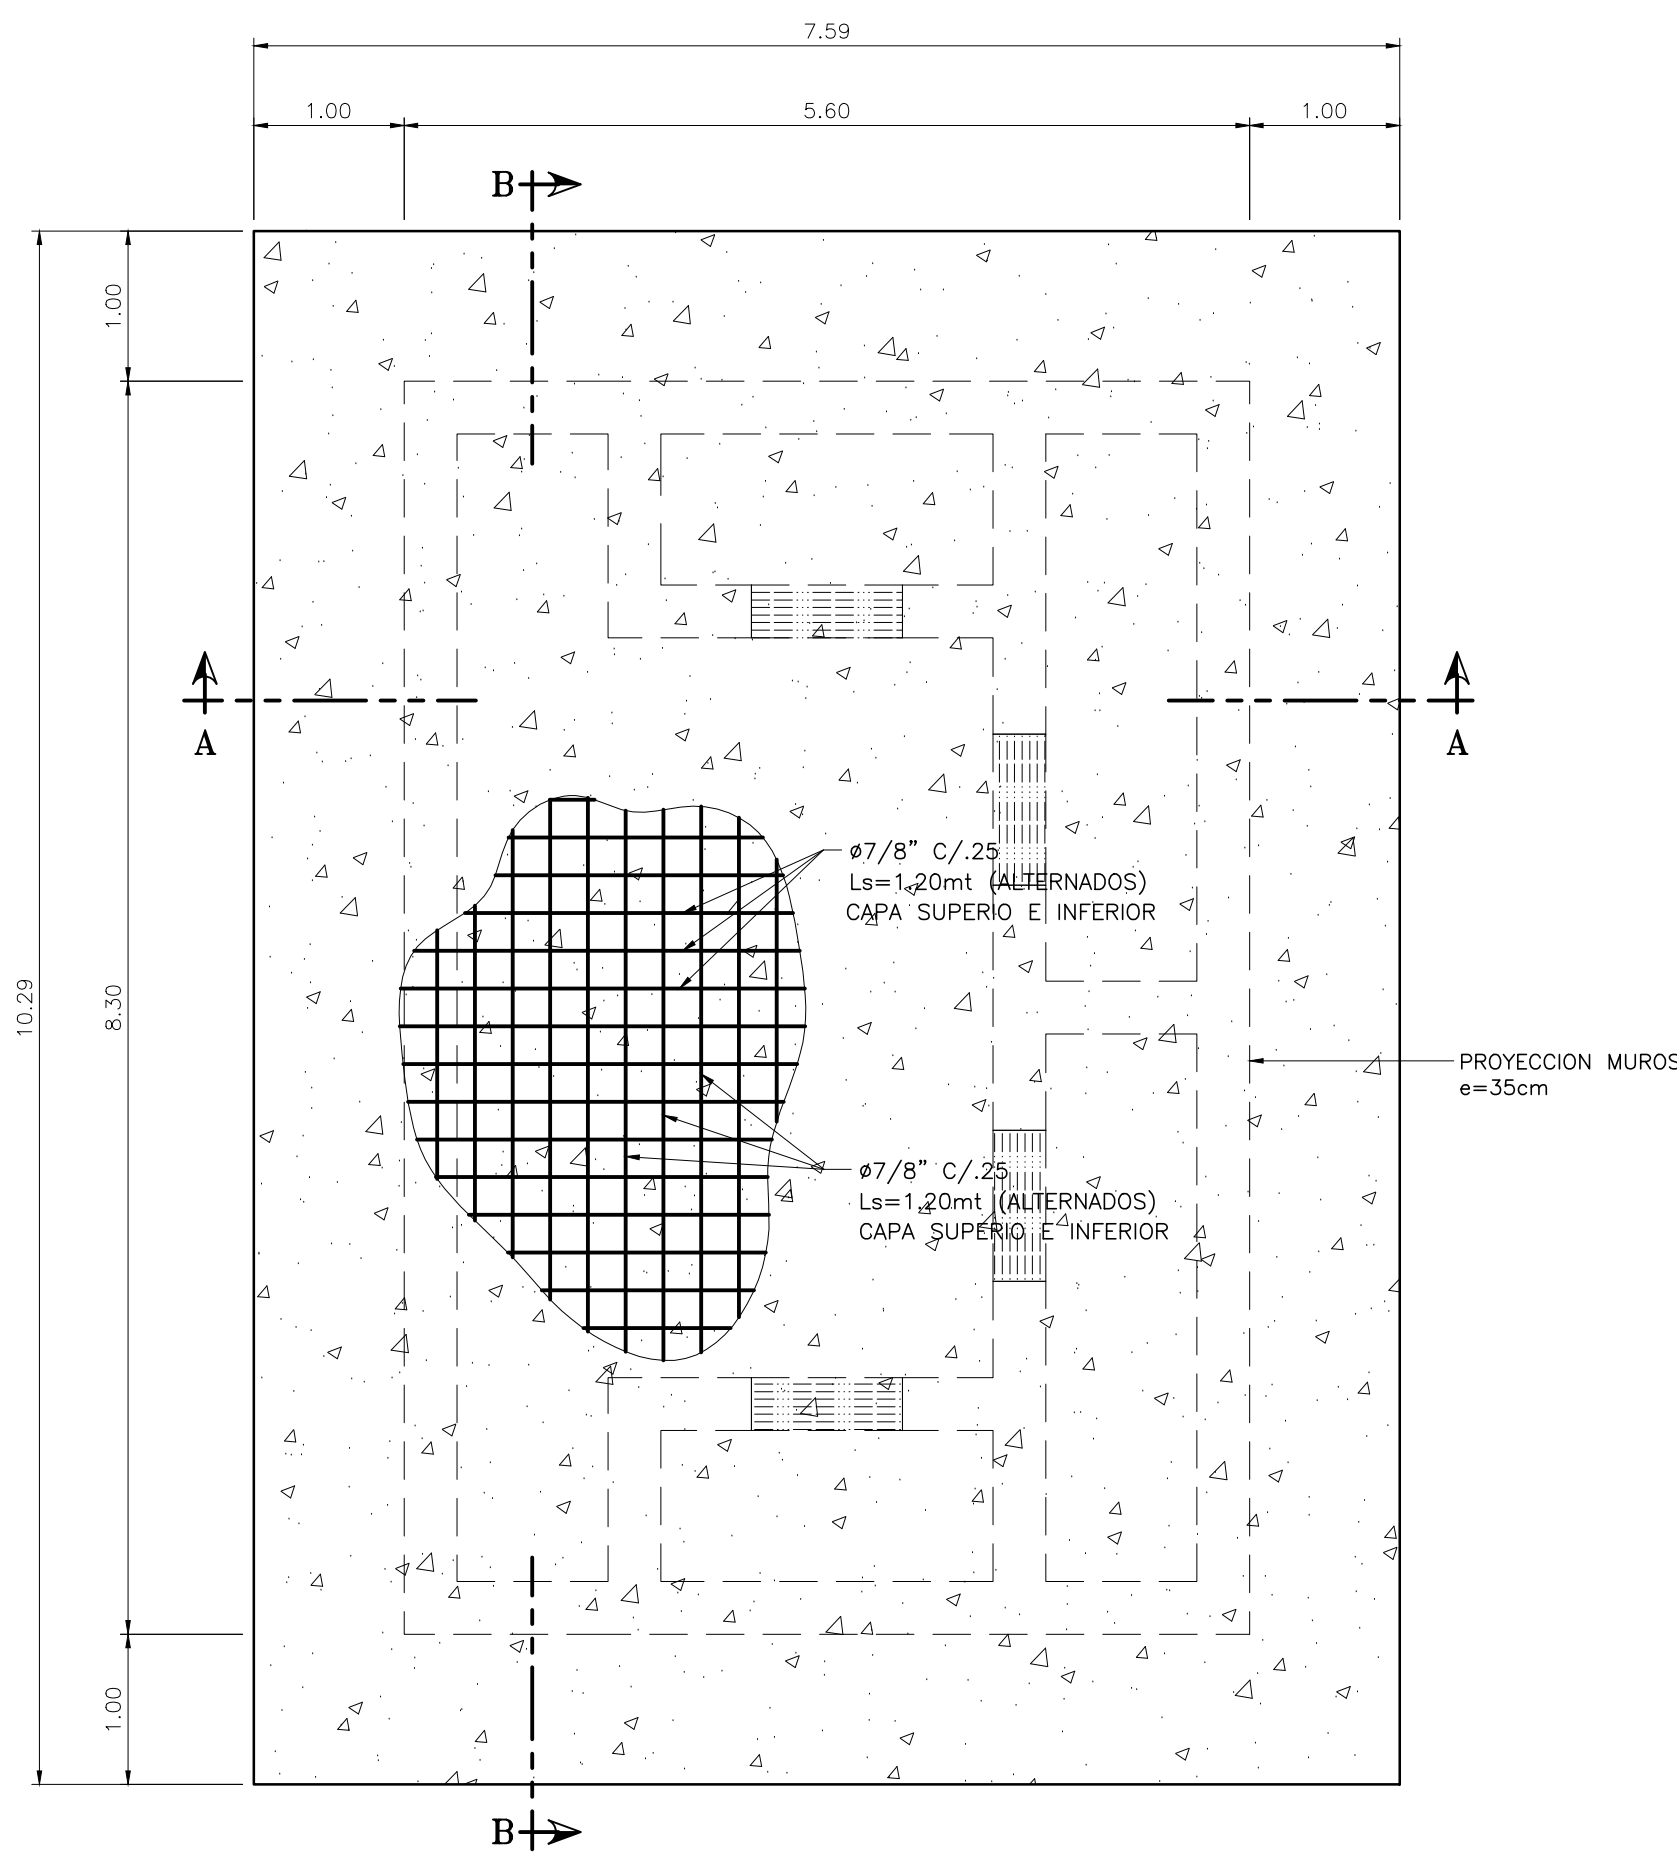 7.59
1.00
5.60
1.00
B
B
1.00
10.29
8.30
1.00
A
A
ø7/8” C/.25
Ls=1.20mt (ALTERNADOS)
CAPA SUPERIO E INFERIOR
PROYECCION MUROS
e=35cm
ø7/8” C/.25
Ls=1.20mt (ALTERNADOS)
CAPA SUPERIO E INFERIOR